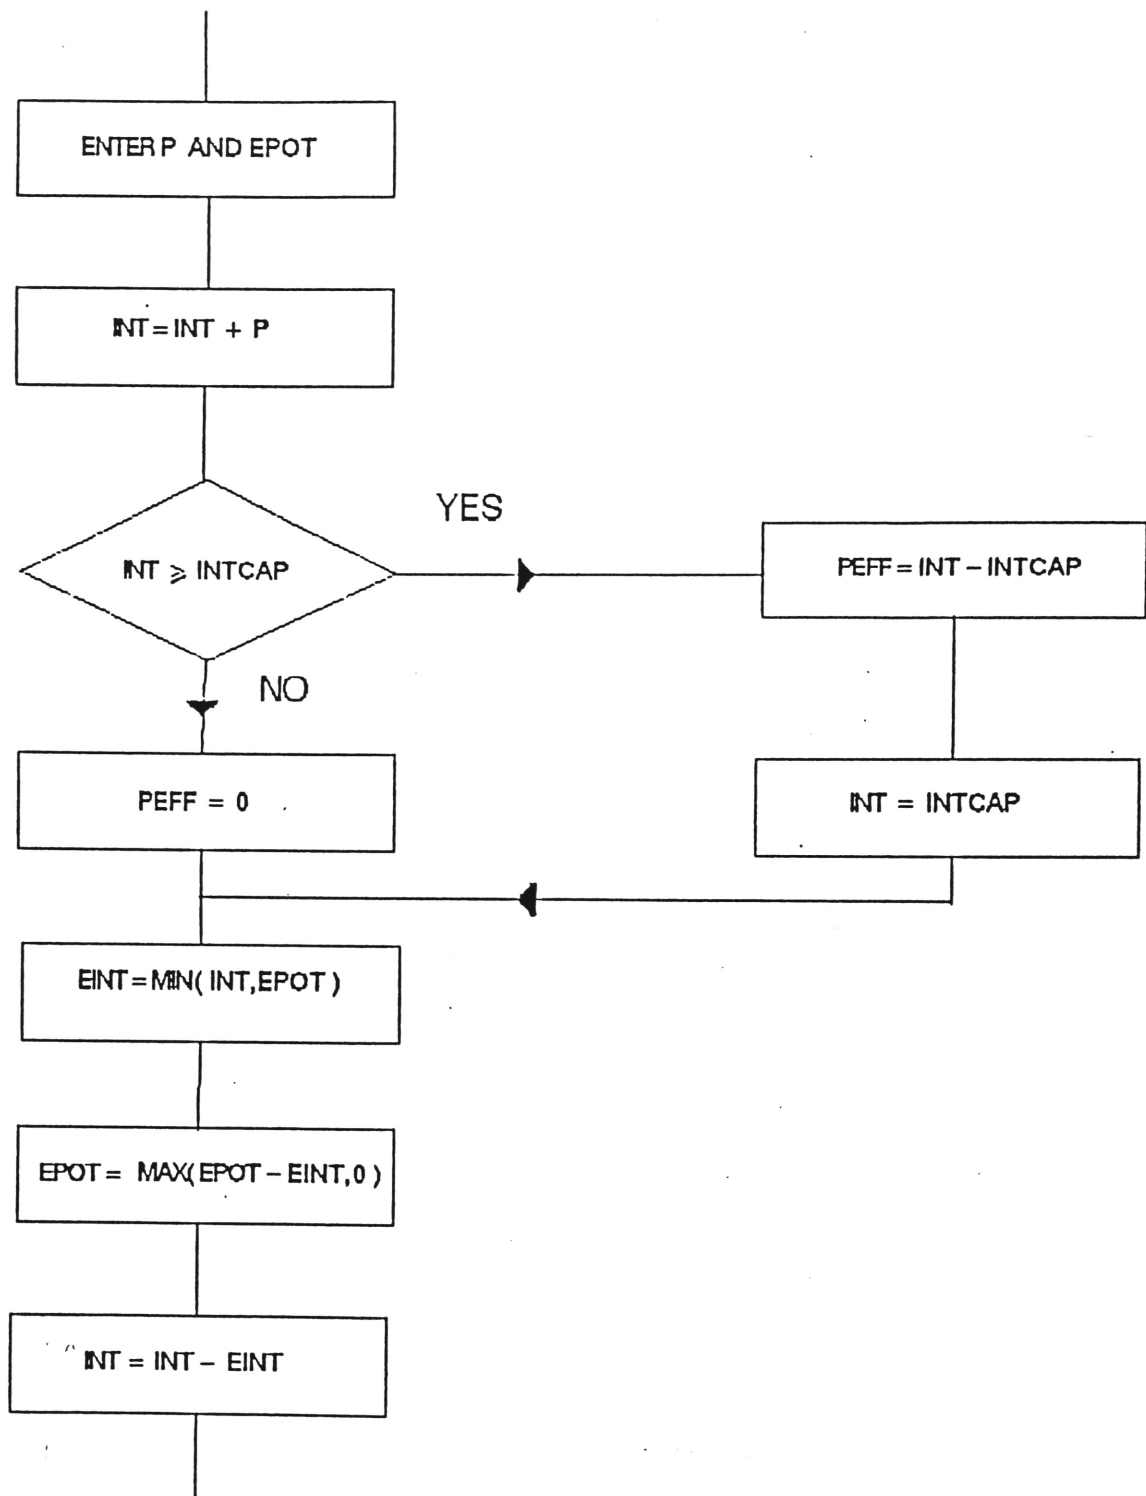 ENTER P AND EPOT
INT = INT + P
INT ⩾ INTCAP
YES
PEFF = INT - INTCAP
NO
PEFF = 0
INT = INTCAP
EINT = MIN( INT,EPOT )
EPOT = MAX( EPOT - EINT,0 )
INT = INT - EINT